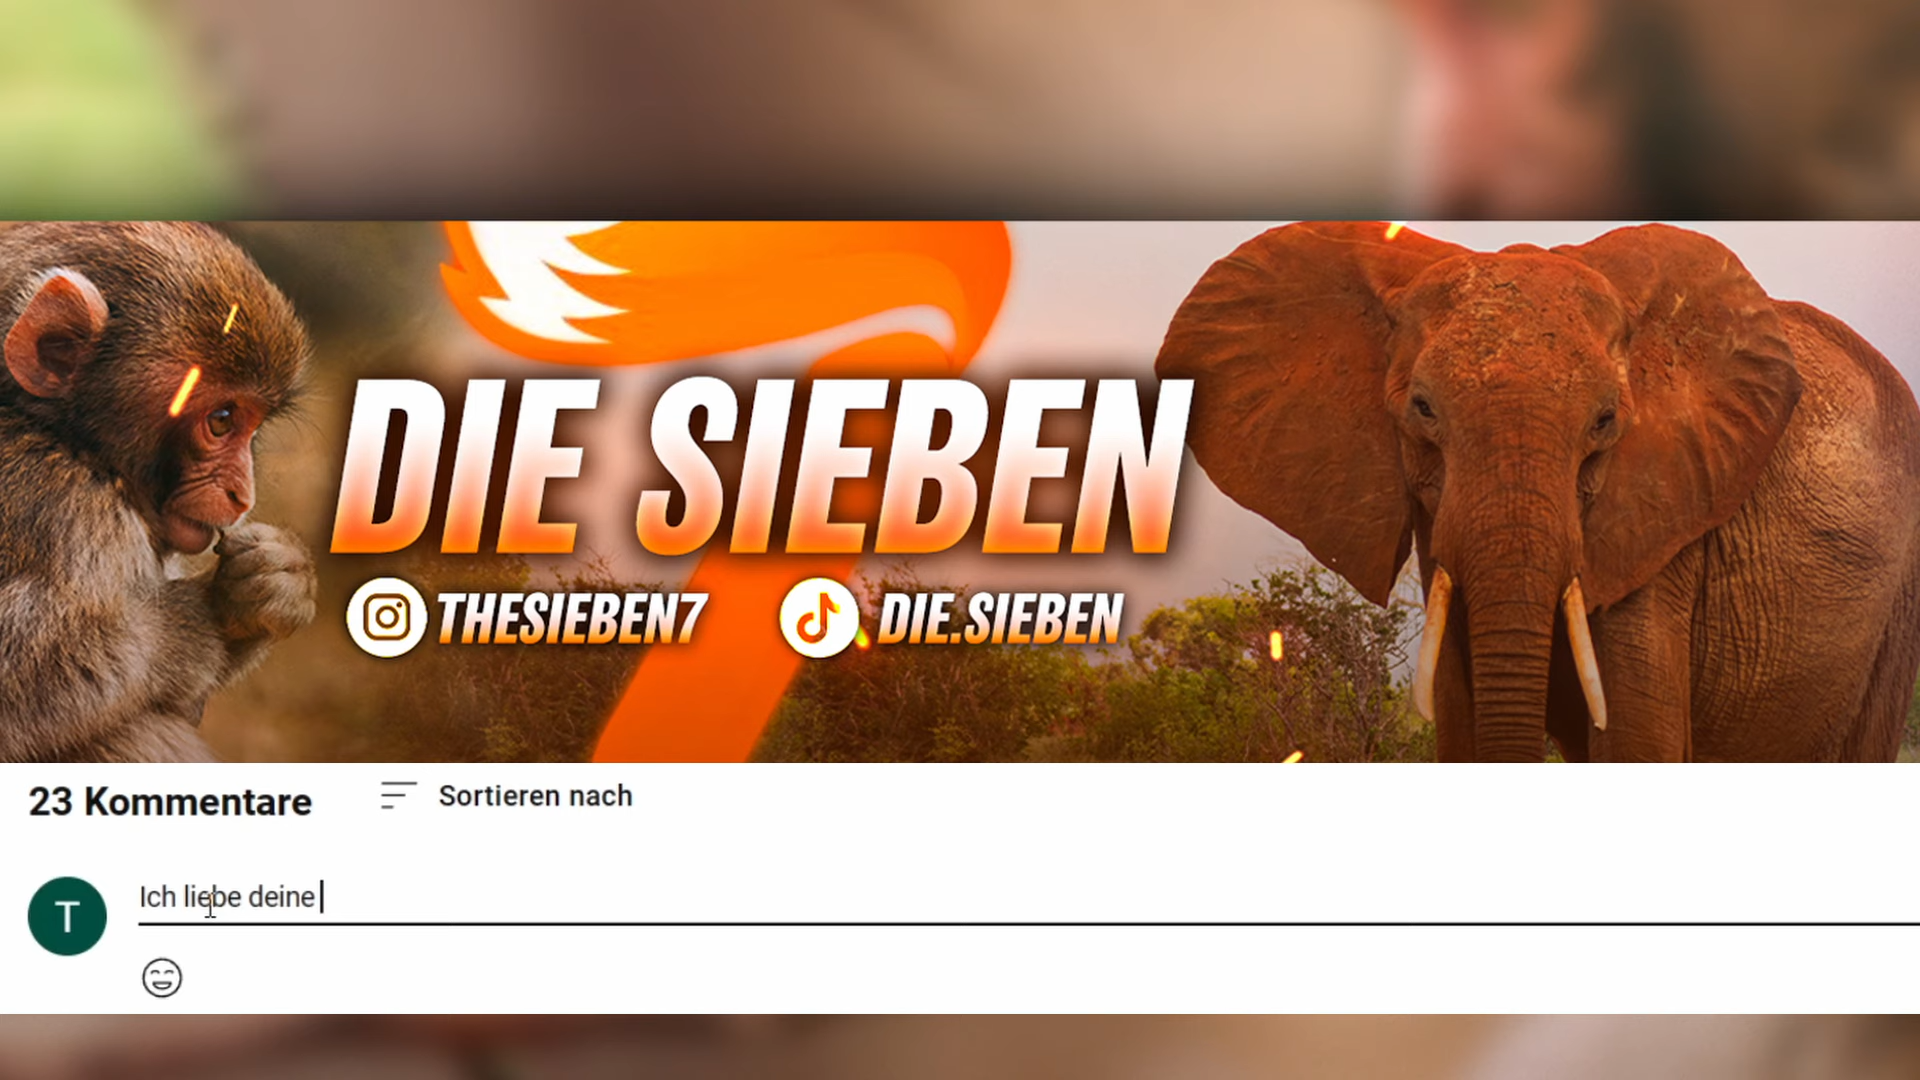 DIE SIEBEN
THESIEBEN7 DIE.SIEBEN
23 Kommentare Sortieren nach
T Ich liebe deine